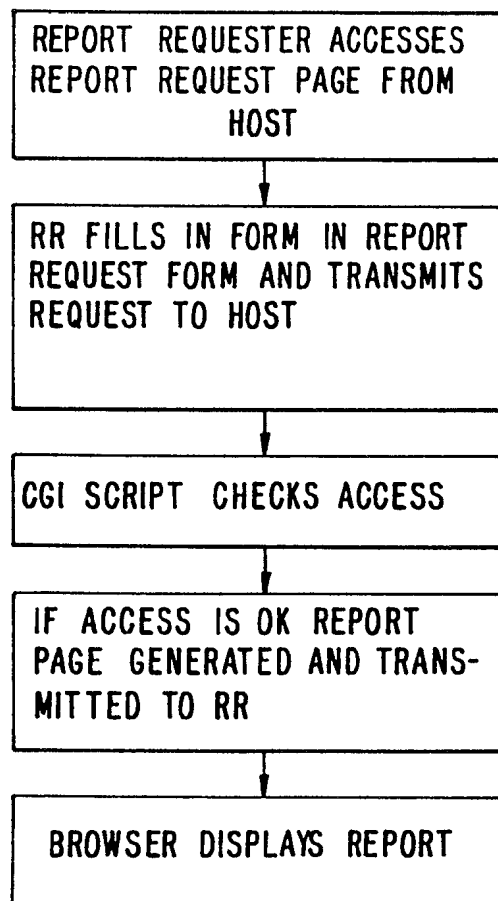 REPORT REQUESTER ACCESSES
REPORT REQUEST PAGE FROM
HOST
RR FILLS IN FORM IN REPORT
REQUEST FORM AND TRANSMITS
REQUEST TO HOST
CGI SCRIPT CHECKS ACCESS
IF ACCESS IS OK REPORT
PAGE GENERATED AND TRANS-
MITTED TO RR
BROWSER DISPLAYS REPORT